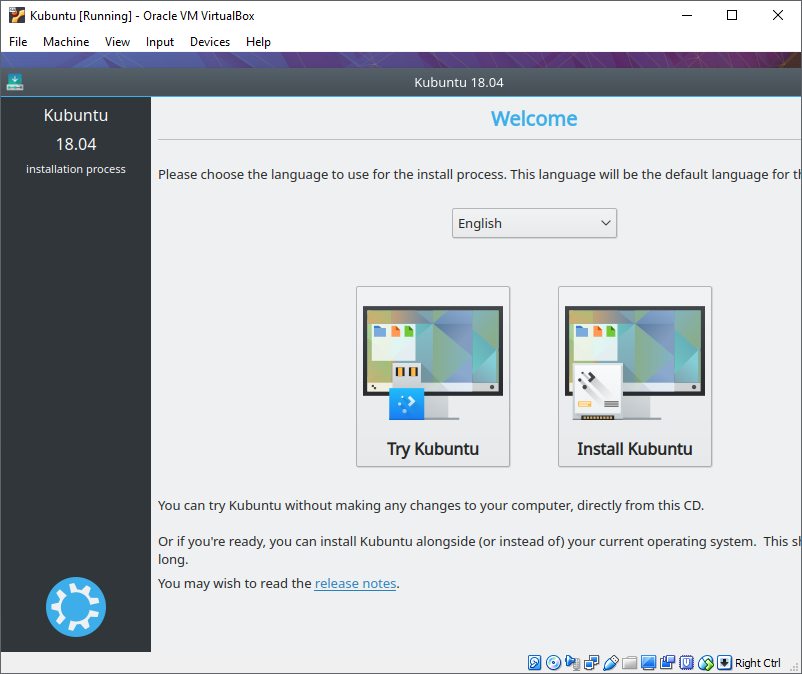 Kubuntu [Running] - Oracle VM VirtualBox
File Machine View Input Devices Help
Kubuntu 18.04
Kubuntu
18.04
installation process
Welcome
Please choose the language to use for the install process. This language will be the default language for
English
Try Kubuntu
Install Kubuntu
You can try Kubuntu without making any changes to your computer, directly from this CD.
Or if you're ready, you can install Kubuntu alongside (or instead of) your current operating system. This
long.
You may wish to read the release notes.
Right Ctrl